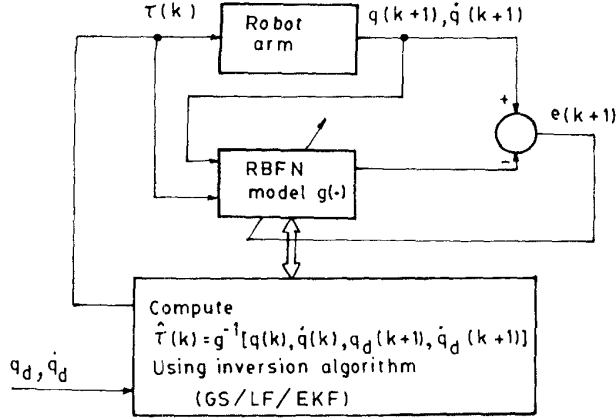 τ(k)
Robot
arm
q(k+1),q̇(k+1)
+
e(k+1)
-
RBFN
model g(·)
Compute
τ̂(k)=g⁻¹[q(k),q̇(k),q_d(k+1),q̇_d(k+1)]
Using inversion algorithm
(GS/LF/EKF)
q_d,q̇_d